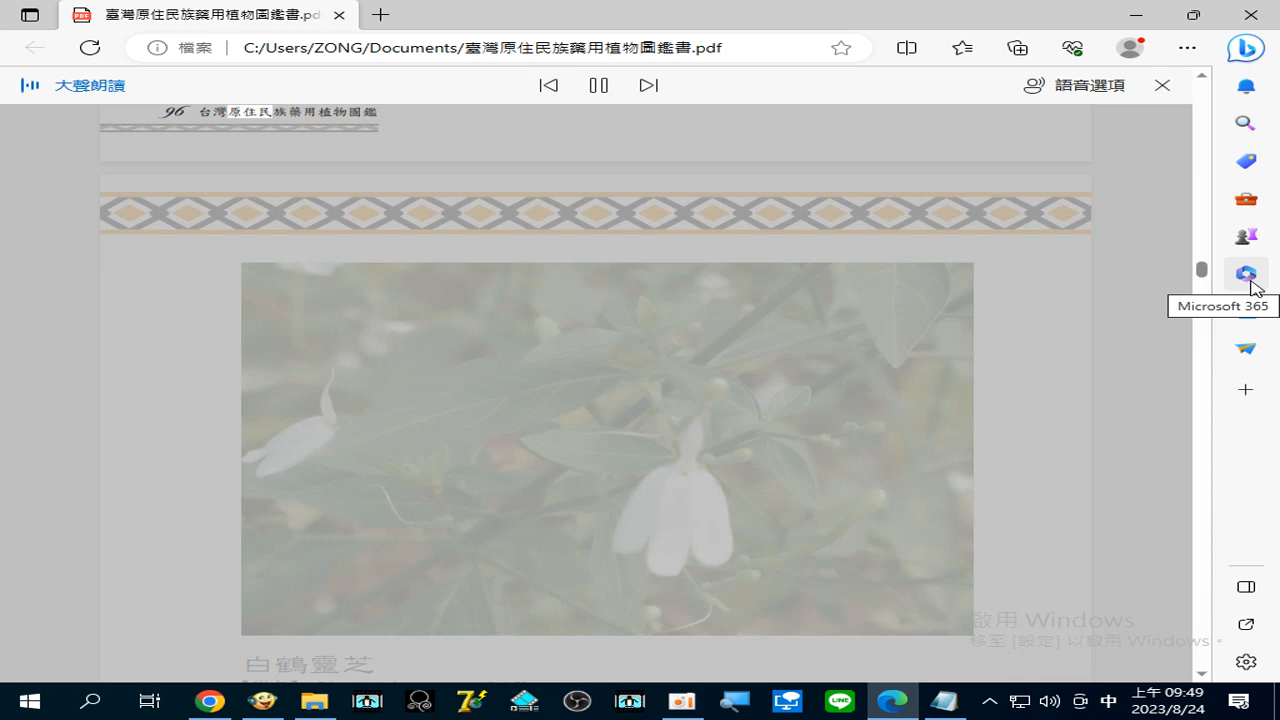 臺灣原住民族藥用植物圖鑑書.pd
檔案
C:/Users/ZONG/Documents/臺灣原住民族藥用植物圖鑑書.pdf
大聲朗讀
語音選項
96 台灣原住民族藥用植物圖鑑
Microsoft 365
啟用 Windows
移至 [設定] 以啟用 Windows。
白鶴靈芝
中
上午 09:49
2023/8/24